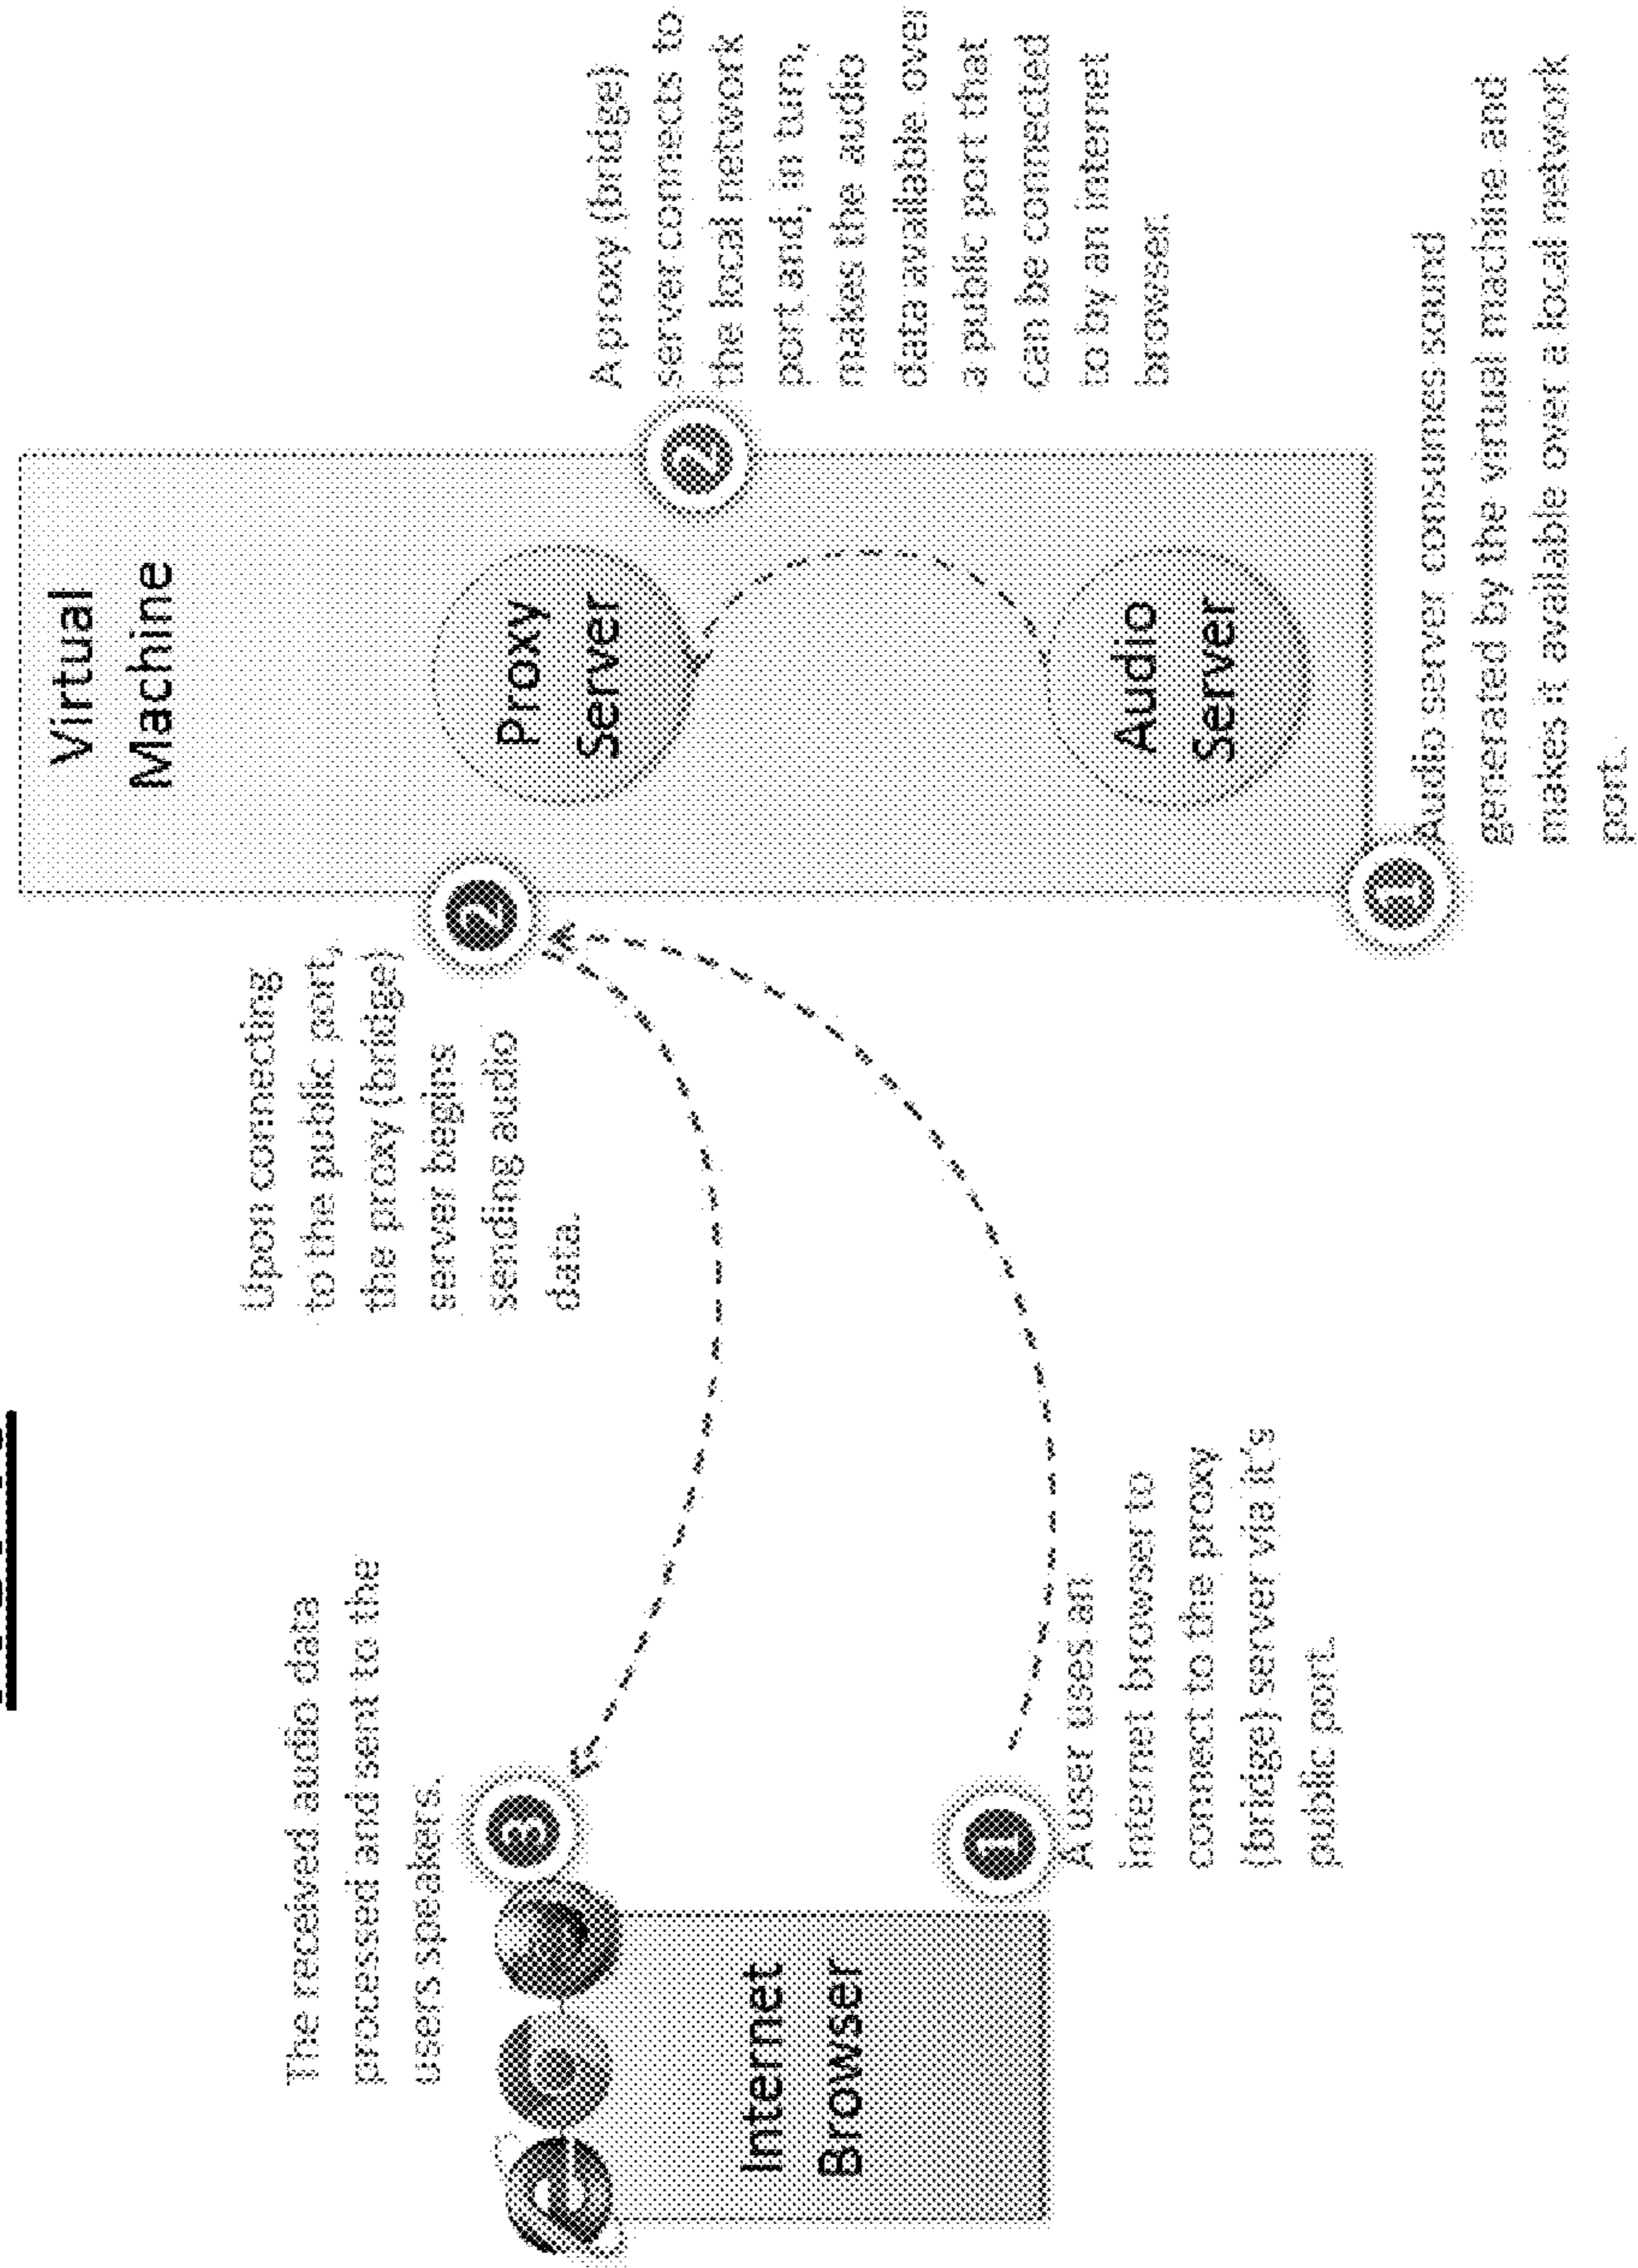 The received audio data
processed and sent to the
users speakers.
3
Internet
Browser
1
A user uses an
internet browser to
connect to the proxy
(bridge) server via it's
public port.
Upon connecting
to the public port,
the proxy (bridge)
server begins
sending audio
data.
2
Virtual
Machine
Proxy
Server
Audio
Server
2
A proxy (bridge)
server connects to
the local network
port and, in turn,
makes the audio
data available over
a public port that
can be connected
to by an internet
browser.
1
Audio server consumes sound
generated by the virtual machine and
makes it available over a local network
port.